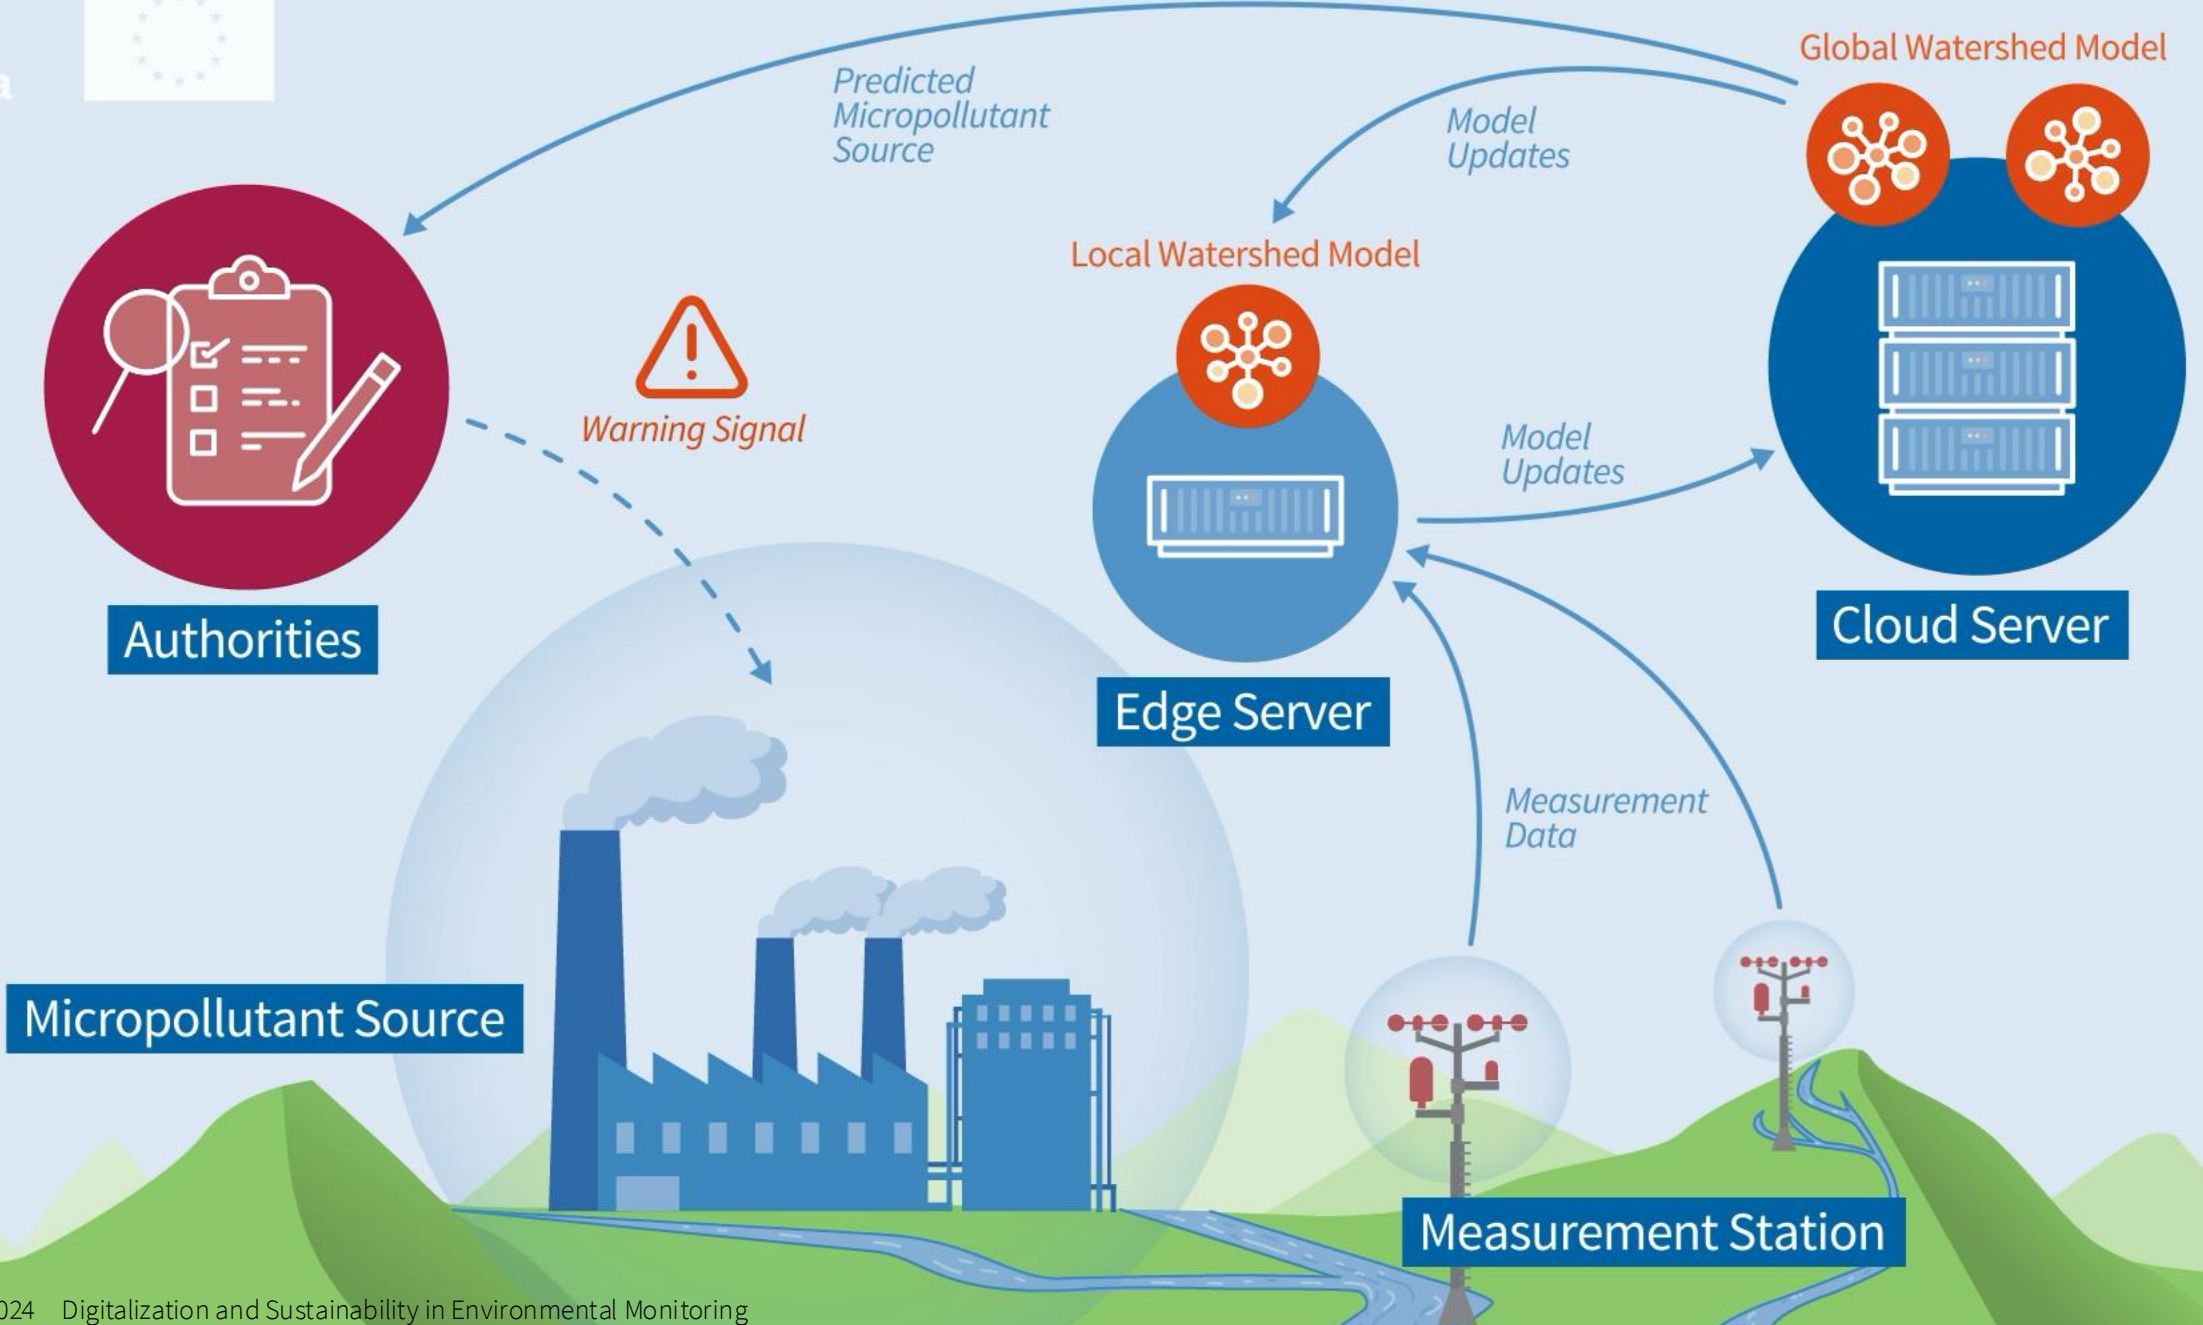 Global Watershed Model
Predicted
Micropollutant
Source
Model
Updates
Local Watershed Model
Warning Signal
Model
Updates
Authorities
Cloud Server
Edge Server
Measurement
Data
Micropollutant Source
Measurement Station
024 Digitalization and Sustainability in Environmental Monitoring